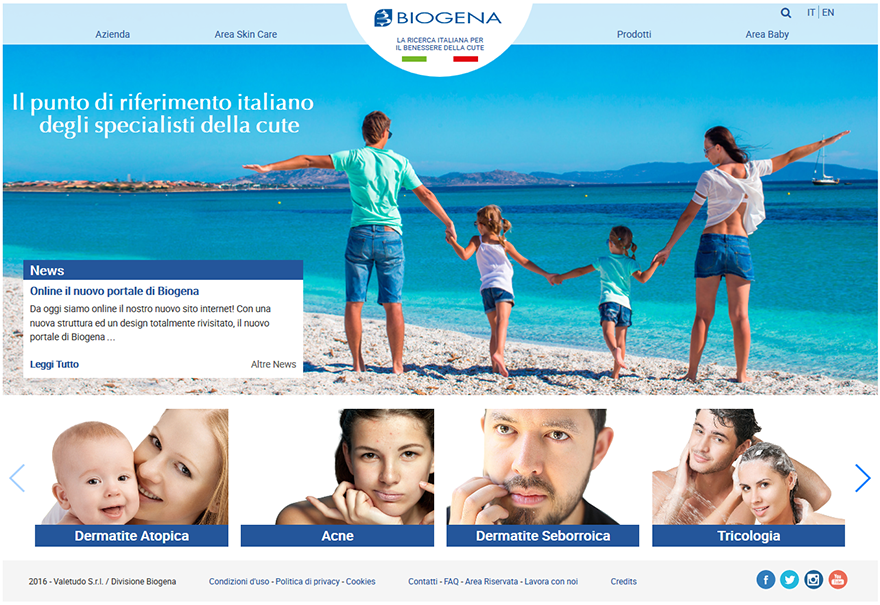 BIOGENA
LA RICERCA ITALIANA PER
IL BENESSERE DELLA CUTE
IT | EN
Azienda
Area Skin Care
Prodotti
Area Baby
Il punto di riferimento italiano
degli specialisti della cute
News
Online il nuovo portale di Biogena
Da oggi siamo online il nostro nuovo sito internet! Con una
nuova struttura ed un design totalmente rivisitato, il nuovo
portale di Biogena ...
Leggi Tutto
Altre News
Dermatite Atopica
Acne
Dermatite Seborroica
Tricologia
2016 - Valetudo S.r.l. / Divisione Biogena
Condizioni d'uso - Politica di privacy - Cookies
Contatti - FAQ - Area Riservata - Lavora con noi
Credits